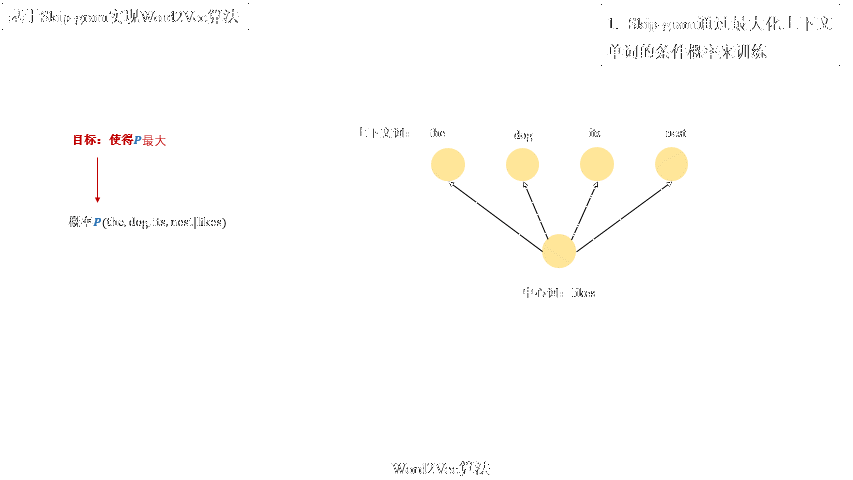 基于Skip-gram实现Word2Vec算法
1. Skip-gram通过最大化上下文
单词的条件概率来训练
目标：使得P最大
上下文词： the dog its nest
概率P(the, dog, its, nest|likes)
中心词：likes
Word2Vec算法